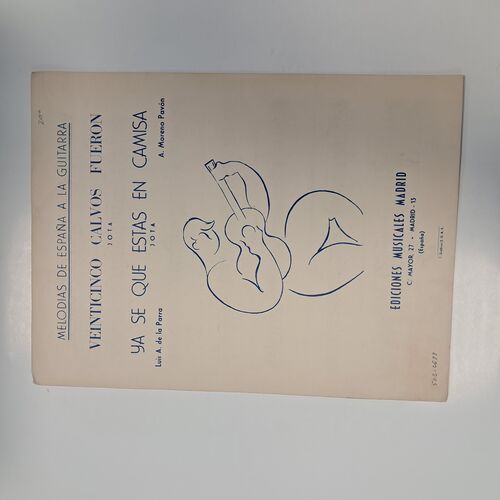 MELODIAS DE ESPAÑA A LA GUITARRA
VEINTICINCO CALVOS FUERON
JOTA
YA SE QUE ESTAS EN CAMISA
JOTA
Luis A. de la Parra
A. Moreno Pavón
EDICIONES MUSICALES MADRID
C. MAYOR, 27 - MADRID - 13
(España)